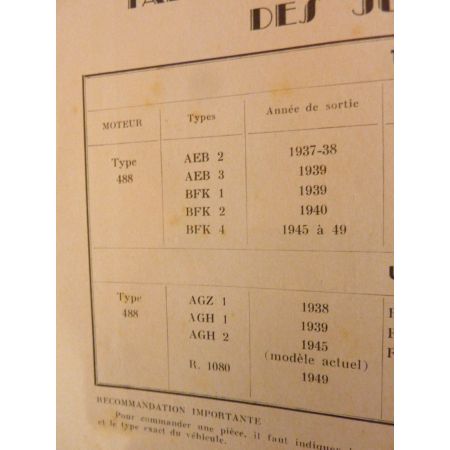 DES
MOTEUR Types Année de sortie
Type 488 AEB 2 1937-38
AEB 3 1939
BFK 1 1939
BFK 2 1940
BFK 4 1945 à 49
Type 488 AGZ 1 1938
AGH 1 1939
AGH 2 1945
(modèle actuel)
R. 1080 1949
RECOMMANDATION IMPORTANTE
Pour commander une pièce, il faut indiquer
et le type exact du véhicule.